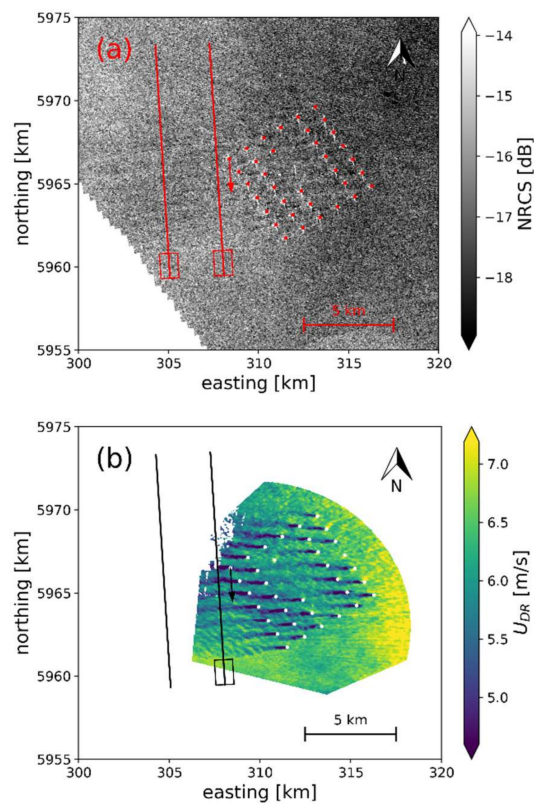 (a)
N
5975
5970
5965
5960
5955
northing [km]
300
305
310
315
320
easting [km]
5 km
−14
−15
−16
−17
−18
NRCS [dB]
(b)
N
5975
5970
5965
5960
5955
northing [km]
300
305
310
315
320
easting [km]
5 km
7.0
6.5
6.0
5.5
5.0
U_DR [m/s]